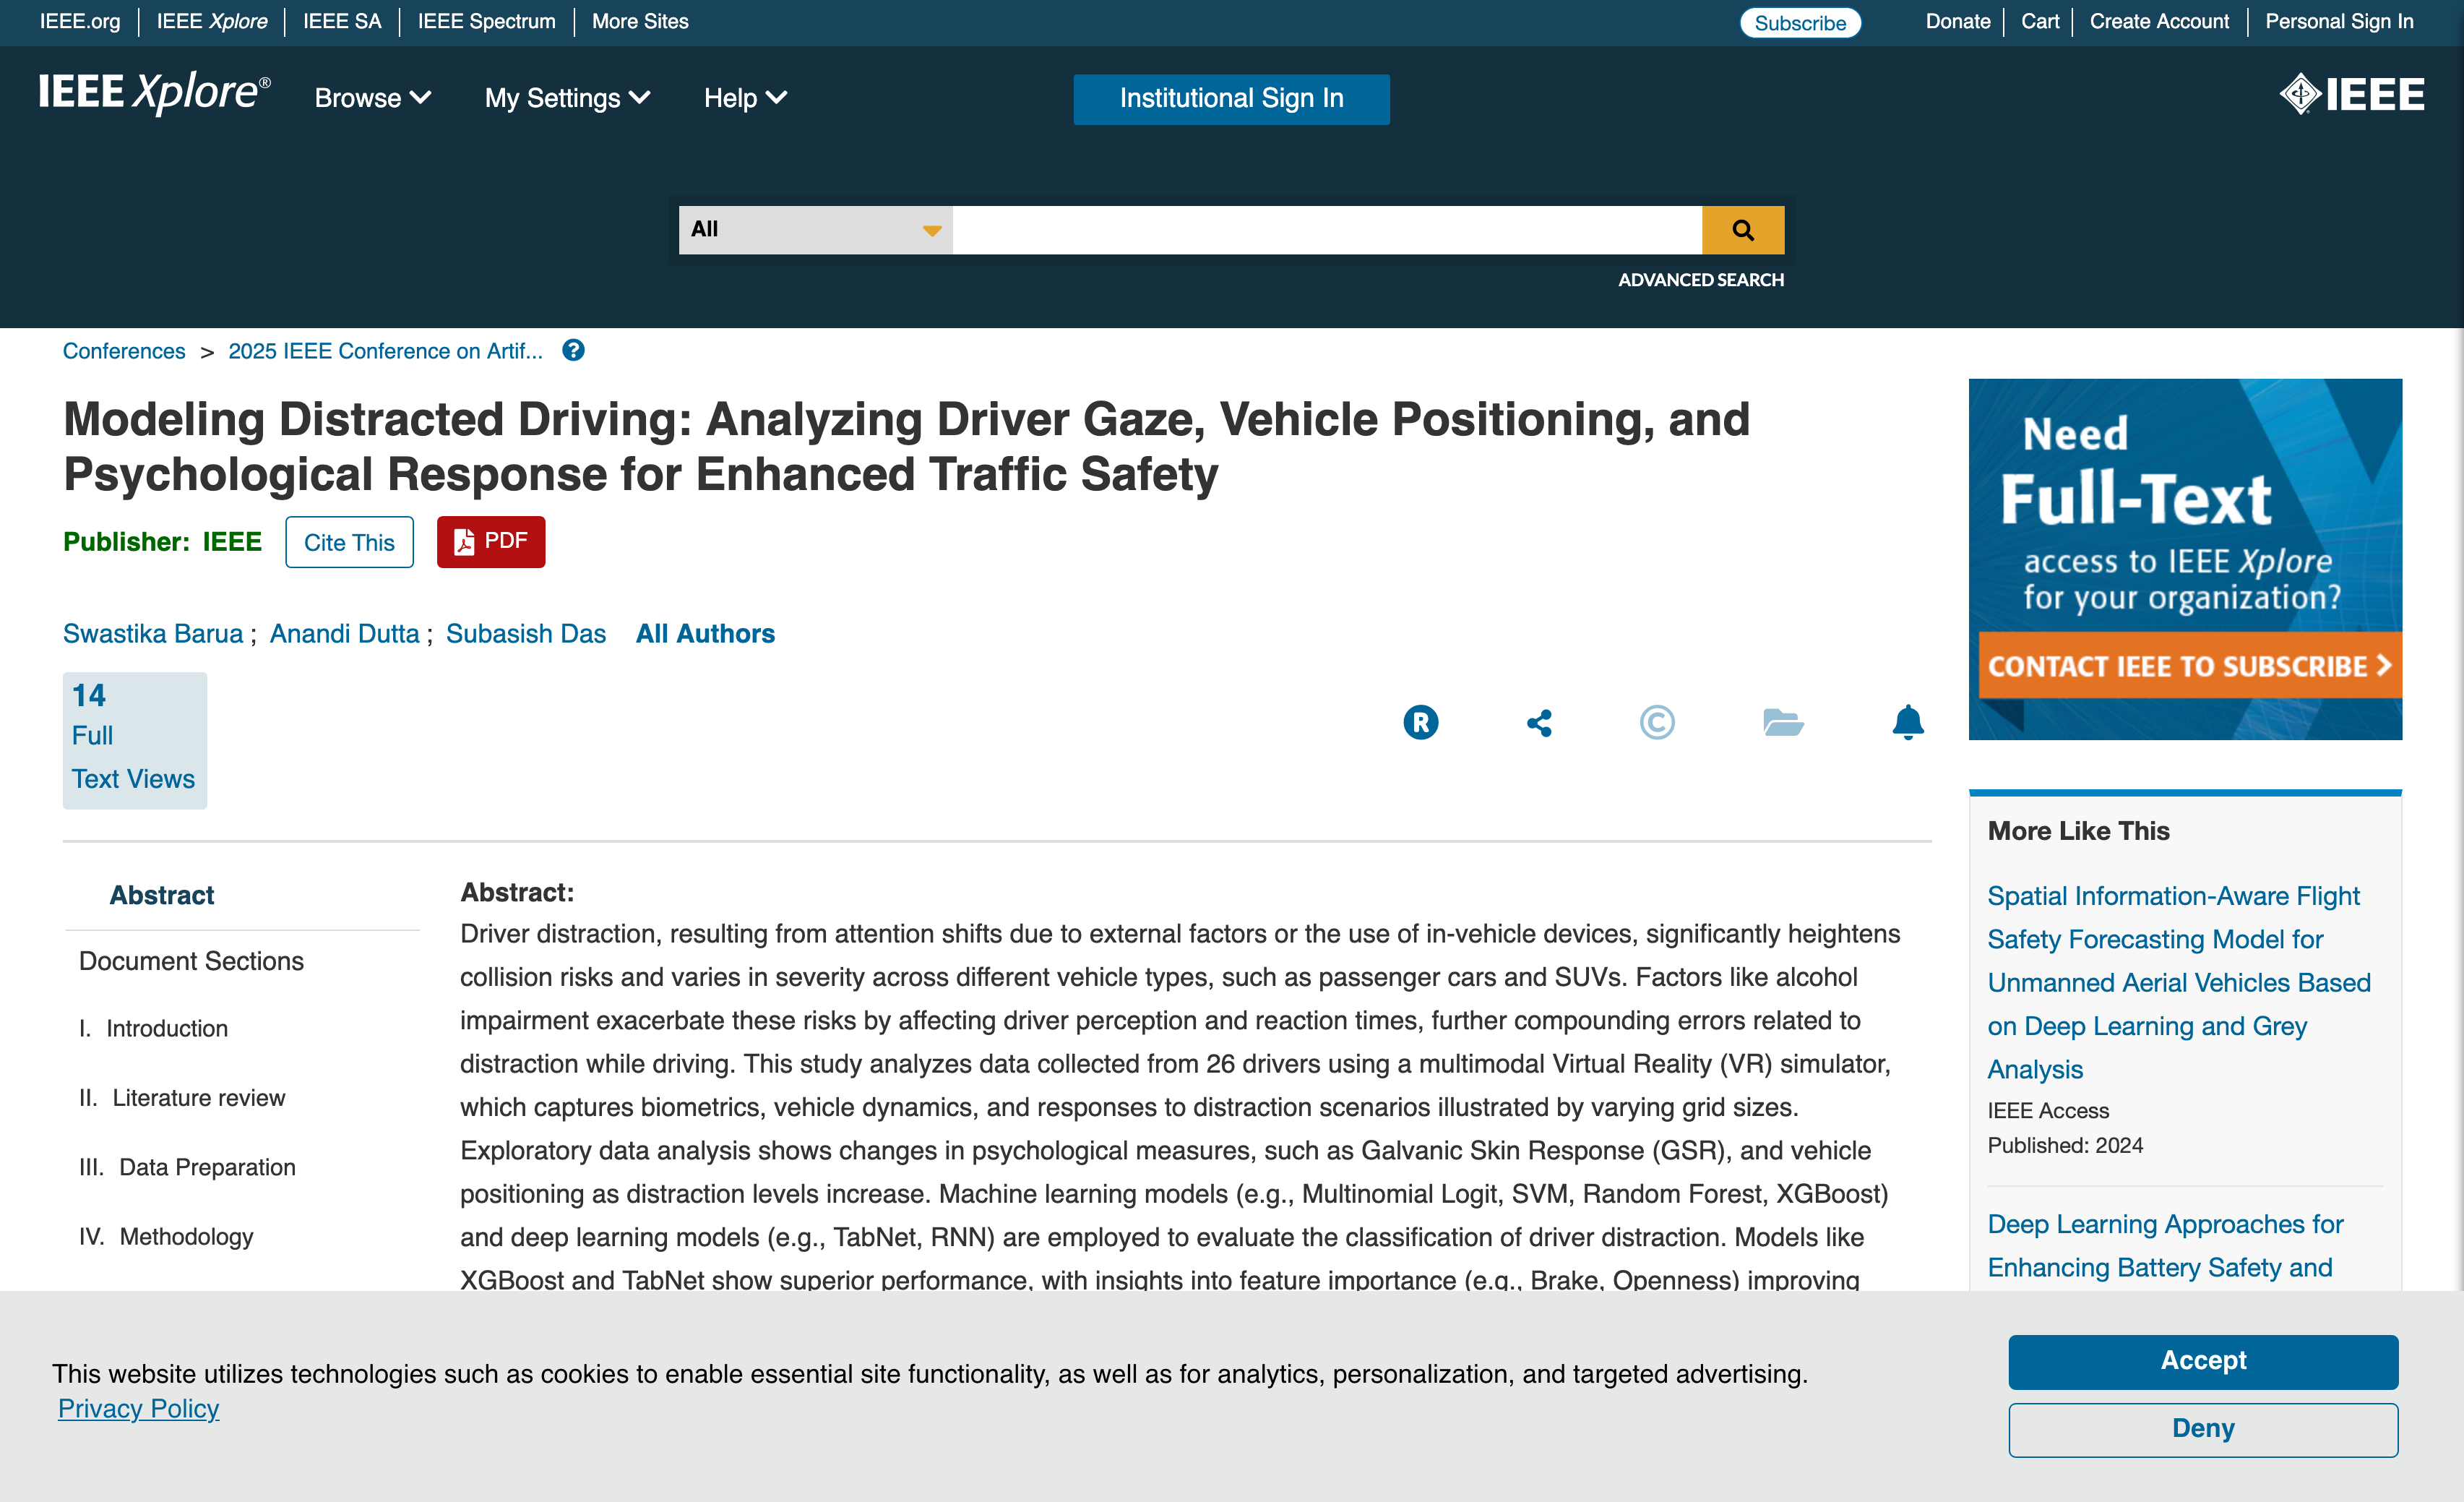 IEEE.org
IEEE Xplore
IEEE SA
IEEE Spectrum
More Sites
Subscribe
Donate
Cart
Create Account
Personal Sign In
IEEE Xplore®
Browse
My Settings
Help
Institutional Sign In
IEEE
All
ADVANCED SEARCH
Conferences > 2025 IEEE Conference on Artif... ?
Modeling Distracted Driving: Analyzing Driver Gaze, Vehicle Positioning, and
Psychological Response for Enhanced Traffic Safety
Publisher: IEEE
Cite This
PDF
Swastika Barua ; Anandi Dutta ; Subasish Das All Authors
14
Full
Text Views
R
©
Need
Full-Text
access to IEEE Xplore
for your organization?
CONTACT IEEE TO SUBSCRIBE >
Abstract
Document Sections
I. Introduction
II. Literature review
III. Data Preparation
IV. Methodology
Abstract:
Driver distraction, resulting from attention shifts due to external factors or the use of in-vehicle devices, significantly heightens
collision risks and varies in severity across different vehicle types, such as passenger cars and SUVs. Factors like alcohol
impairment exacerbate these risks by affecting driver perception and reaction times, further compounding errors related to
distraction while driving. This study analyzes data collected from 26 drivers using a multimodal Virtual Reality (VR) simulator,
which captures biometrics, vehicle dynamics, and responses to distraction scenarios illustrated by varying grid sizes.
Exploratory data analysis shows changes in psychological measures, such as Galvanic Skin Response (GSR), and vehicle
positioning as distraction levels increase. Machine learning models (e.g., Multinomial Logit, SVM, Random Forest, XGBoost)
and deep learning models (e.g., TabNet, RNN) are employed to evaluate the classification of driver distraction. Models like
XGBoost and TabNet show superior performance, with insights into feature importance (e.g., Brake, Openness) improving
More Like This
Spatial Information-Aware Flight
Safety Forecasting Model for
Unmanned Aerial Vehicles Based
on Deep Learning and Grey
Analysis
IEEE Access
Published: 2024
Deep Learning Approaches for
Enhancing Battery Safety and
This website utilizes technologies such as cookies to enable essential site functionality, as well as for analytics, personalization, and targeted advertising.
Privacy Policy
Accept
Deny